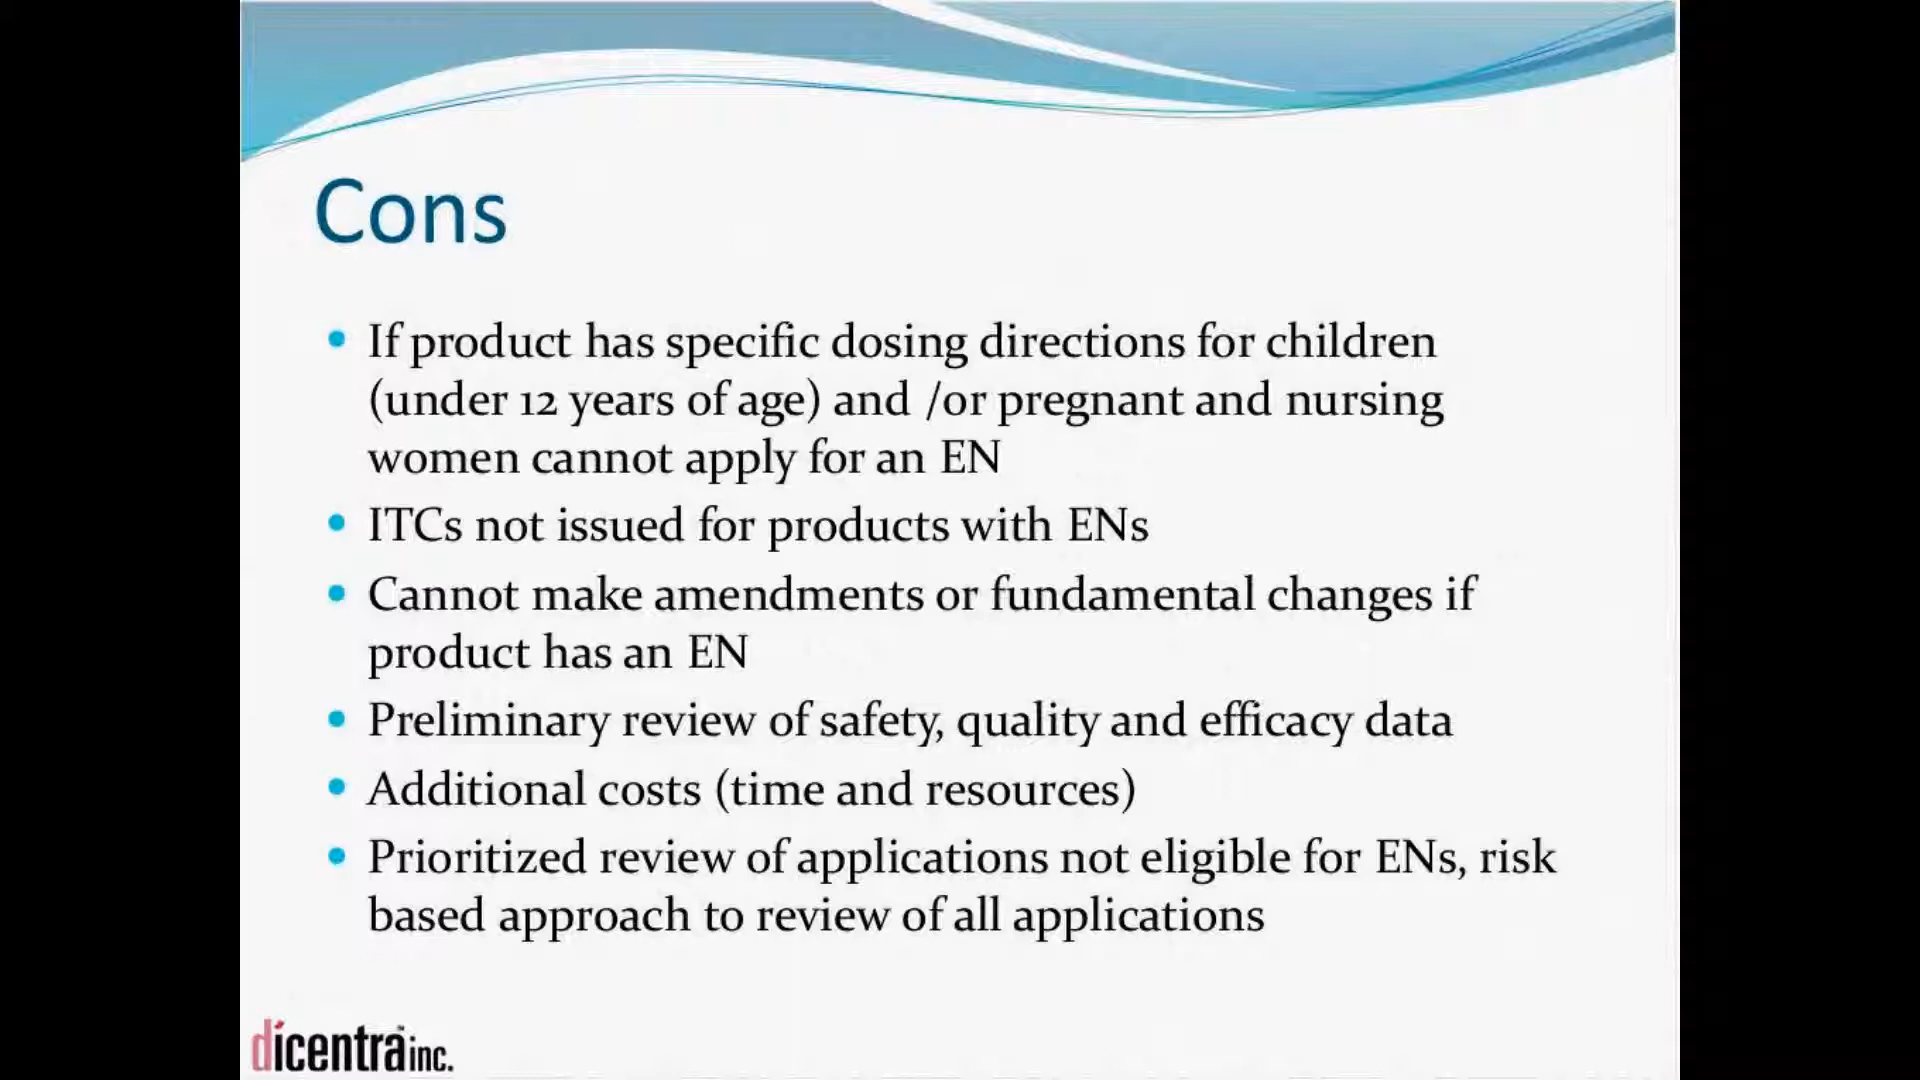 Cons
• If product has specific dosing directions for children
(under 12 years of age) and /or pregnant and nursing
women cannot apply for an EN
• ITCs not issued for products with ENs
• Cannot make amendments or fundamental changes if
product has an EN
• Preliminary review of safety, quality and efficacy data
• Additional costs (time and resources)
• Prioritized review of applications not eligible for ENs, risk
based approach to review of all applications
dicentra inc.